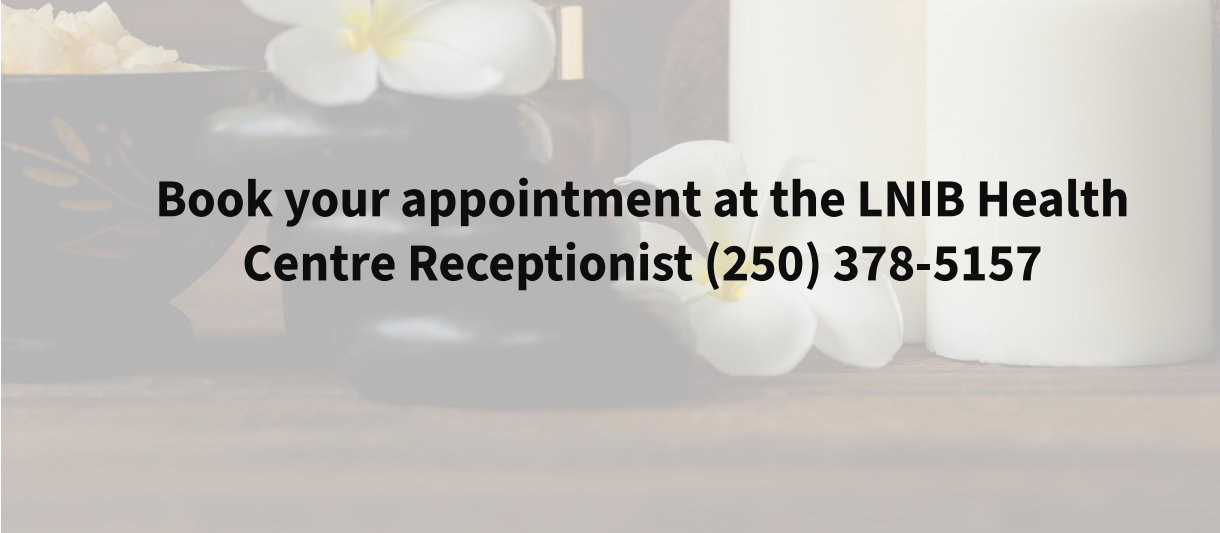 Book your appointment at the LNIB Health
Centre Receptionist (250) 378-5157